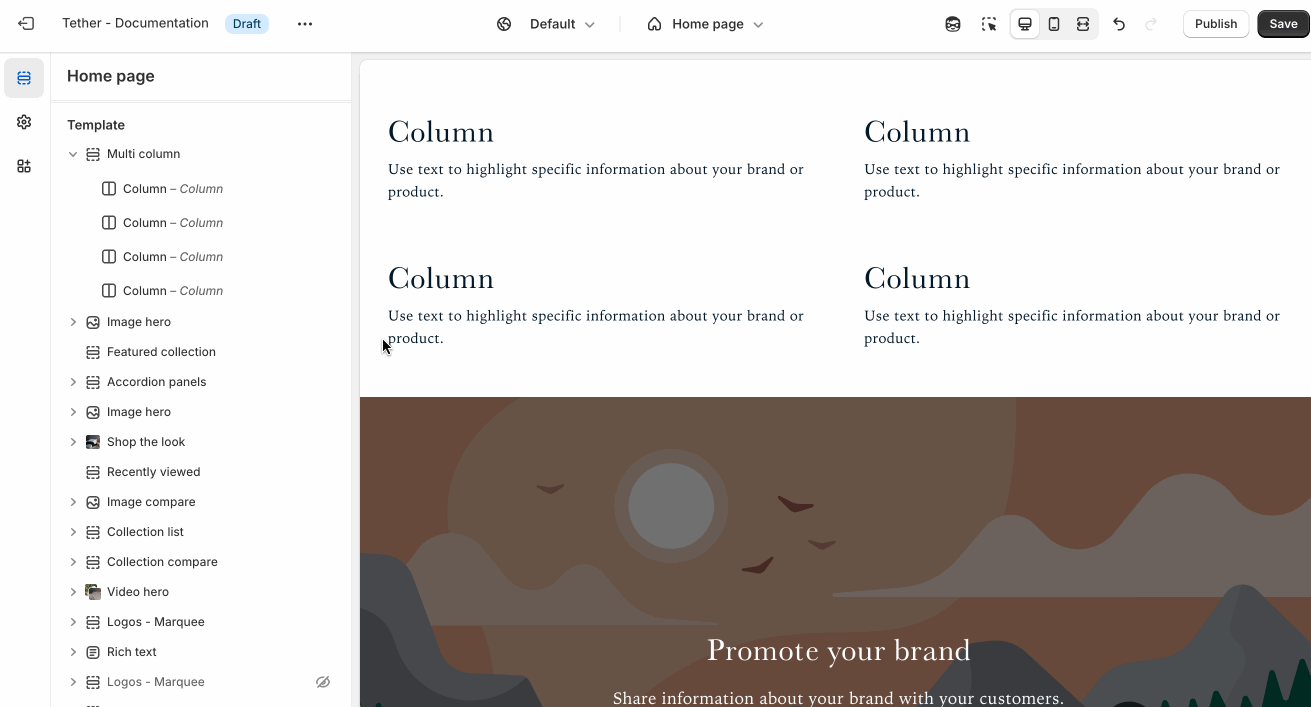 Tether - Documentation Draft
Default
Home page
Publish
Save
Home page
Template
Multi column
Column – Column
Column – Column
Column – Column
Column – Column
Image hero
Featured collection
Accordion panels
Image hero
Shop the look
Recently viewed
Image compare
Collection list
Collection compare
Video hero
Logos - Marquee
Rich text
Logos - Marquee
Column
Use text to highlight specific information about your brand or
product.
Column
Use text to highlight specific information about your brand or
product.
Column
Use text to highlight specific information about your brand or
product.
Column
Use text to highlight specific information about your brand or
product.
Promote your brand
Share information about your brand with your customers.